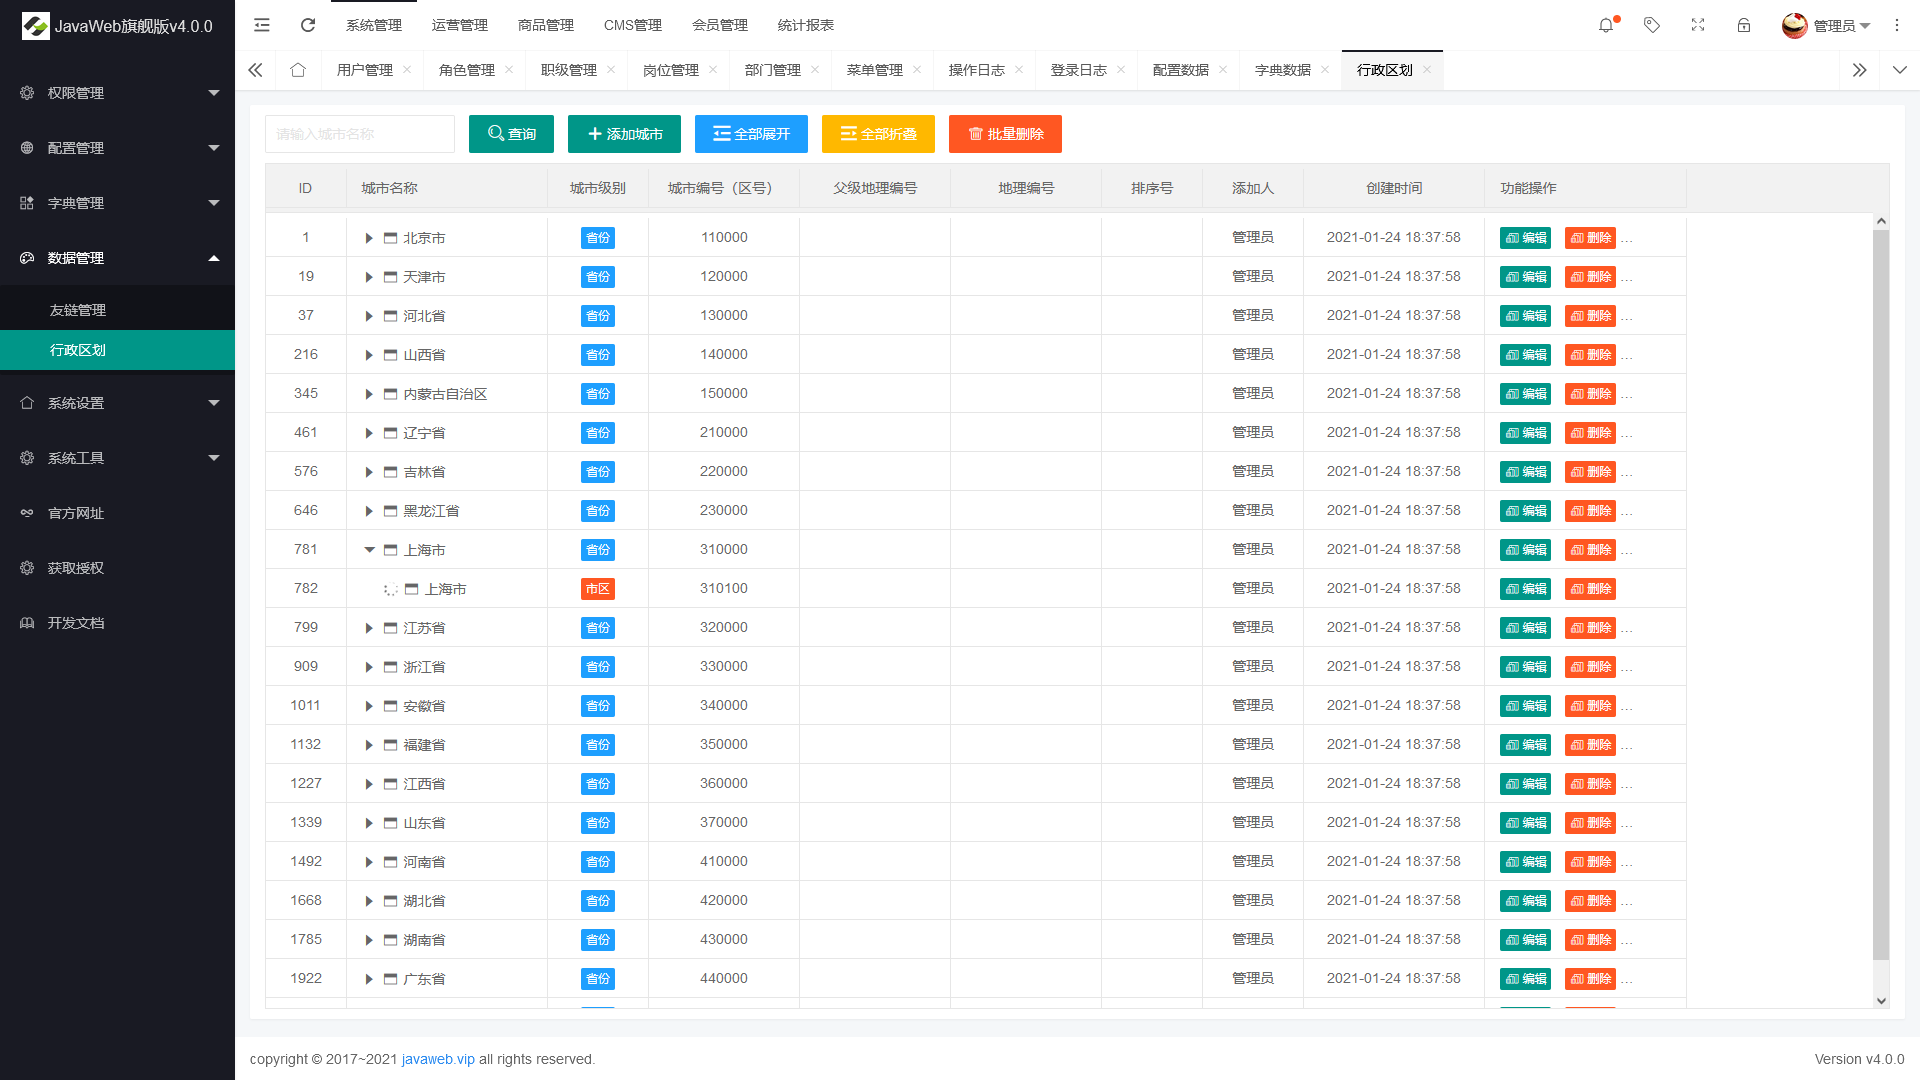 JavaWeb旗舰版v4.0.0
系统管理 运营管理 商品管理 CMS管理 会员管理 统计报表 管理员
用户管理 角色管理 职级管理 岗位管理 部门管理 菜单管理 操作日志 登录日志 配置数据 字典数据 行政区划
权限管理
配置管理
字典管理
数据管理
友链管理
行政区划
系统设置
系统工具
官方网址
获取授权
开发文档
请输入城市名称 查询 添加城市 全部展开 全部折叠 批量删除
ID 城市名称 城市级别 城市编号（区号） 父级地理编号 地理编号 排序号 添加人 创建时间 功能操作
1 北京市 省份 110000 管理员 2021-01-24 18:37:58 编辑 删除 ...
19 天津市 省份 120000 管理员 2021-01-24 18:37:58 编辑 删除 ...
37 河北省 省份 130000 管理员 2021-01-24 18:37:58 编辑 删除 ...
216 山西省 省份 140000 管理员 2021-01-24 18:37:58 编辑 删除 ...
345 内蒙古自治区 省份 150000 管理员 2021-01-24 18:37:58 编辑 删除 ...
461 辽宁省 省份 210000 管理员 2021-01-24 18:37:58 编辑 删除 ...
576 吉林省 省份 220000 管理员 2021-01-24 18:37:58 编辑 删除 ...
646 黑龙江省 省份 230000 管理员 2021-01-24 18:37:58 编辑 删除 ...
781 上海市 省份 310000 管理员 2021-01-24 18:37:58 编辑 删除 ...
782 上海市 市区 310100 管理员 2021-01-24 18:37:58 编辑 删除
799 江苏省 省份 320000 管理员 2021-01-24 18:37:58 编辑 删除 ...
909 浙江省 省份 330000 管理员 2021-01-24 18:37:58 编辑 删除 ...
1011 安徽省 省份 340000 管理员 2021-01-24 18:37:58 编辑 删除 ...
1132 福建省 省份 350000 管理员 2021-01-24 18:37:58 编辑 删除 ...
1227 江西省 省份 360000 管理员 2021-01-24 18:37:58 编辑 删除 ...
1339 山东省 省份 370000 管理员 2021-01-24 18:37:58 编辑 删除 ...
1492 河南省 省份 410000 管理员 2021-01-24 18:37:58 编辑 删除 ...
1668 湖北省 省份 420000 管理员 2021-01-24 18:37:58 编辑 删除 ...
1785 湖南省 省份 430000 管理员 2021-01-24 18:37:58 编辑 删除 ...
1922 广东省 省份 440000 管理员 2021-01-24 18:37:58 编辑 删除 ...
copyright © 2017~2021 javaweb.vip all rights reserved.
Version v4.0.0